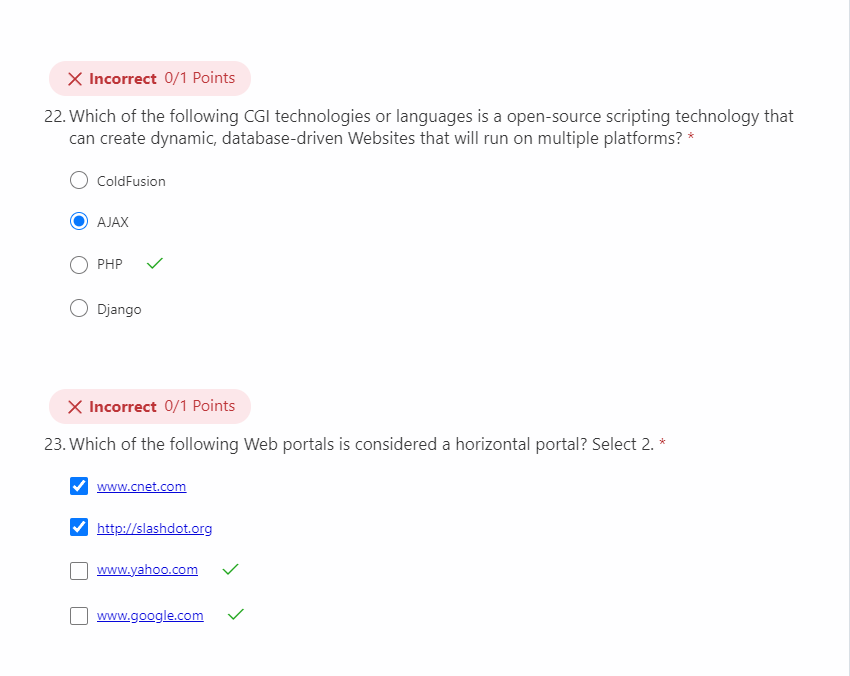 Incorrect 0/1 Points
22. Which of the following CGI technologies or languages is a open-source scripting technology that
can create dynamic, database-driven Websites that will run on multiple platforms? *
ColdFusion
AJAX
PHP
Django
Incorrect 0/1 Points
23. Which of the following Web portals is considered a horizontal portal? Select 2. *
www.cnet.com
http://slashdot.org
www.yahoo.com
www.google.com